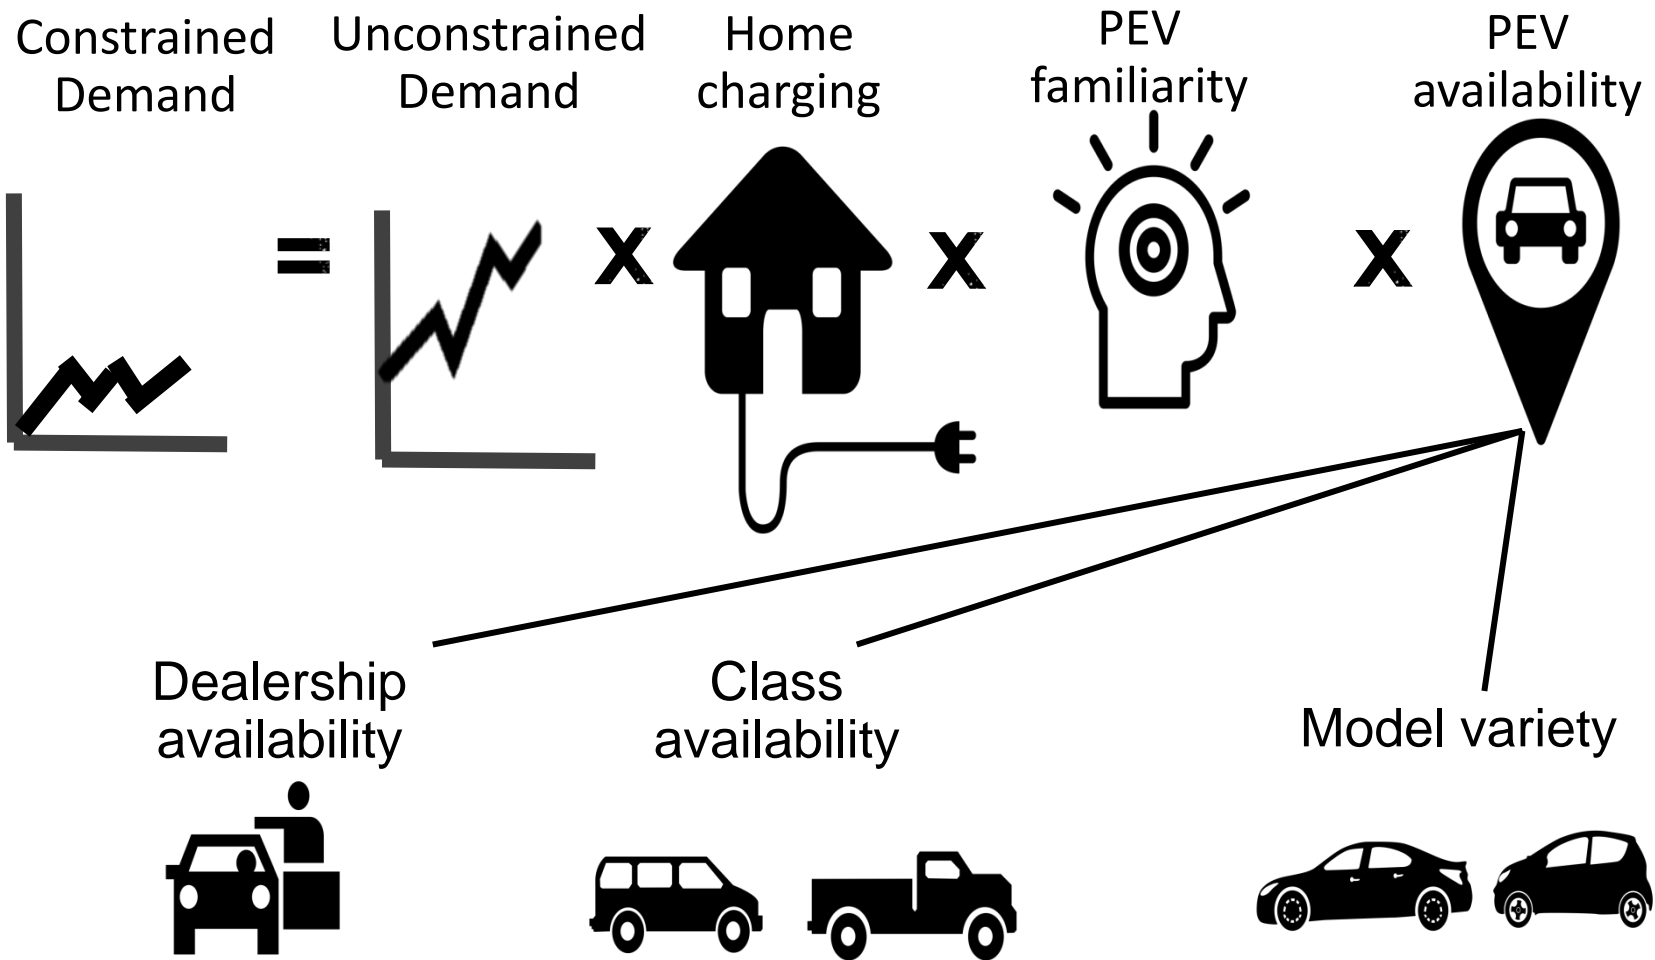 Constrained
Demand
=
Unconstrained
Demand
x
Home
charging
x
PEV
familiarity
x
PEV
availability
Dealership
availability
Class
availability
Model variety